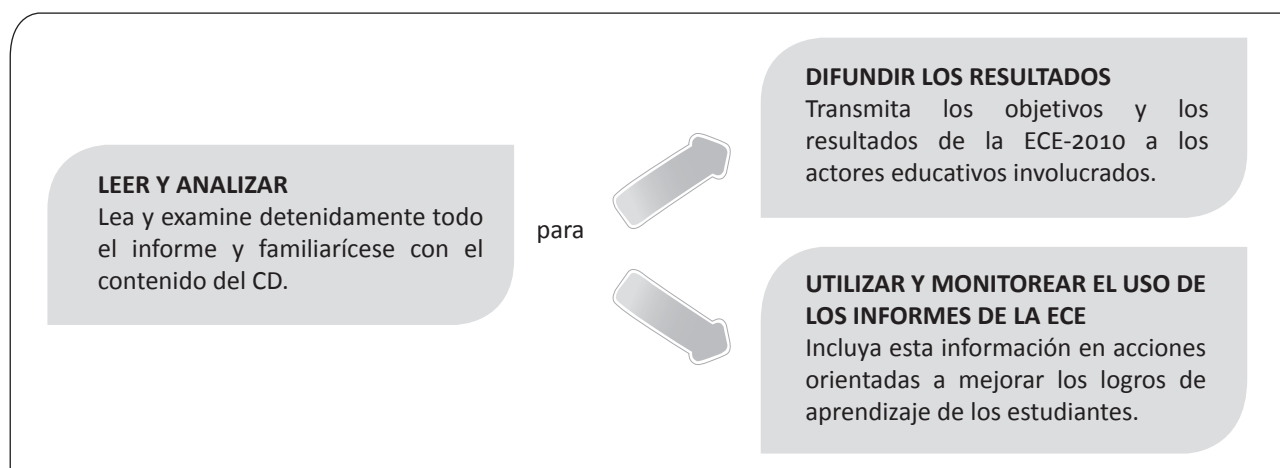 LEER Y ANALIZAR
Lea y examine detenidamente todo
el informe y familiarícese con el
contenido del CD.
para
DIFUNDIR LOS RESULTADOS
Transmita los objetivos y los
resultados de la ECE-2010 a los
actores educativos involucrados.
UTILIZAR Y MONITOREAR EL USO DE
LOS INFORMES DE LA ECE
Incluya esta información en acciones
orientadas a mejorar los logros de
aprendizaje de los estudiantes.